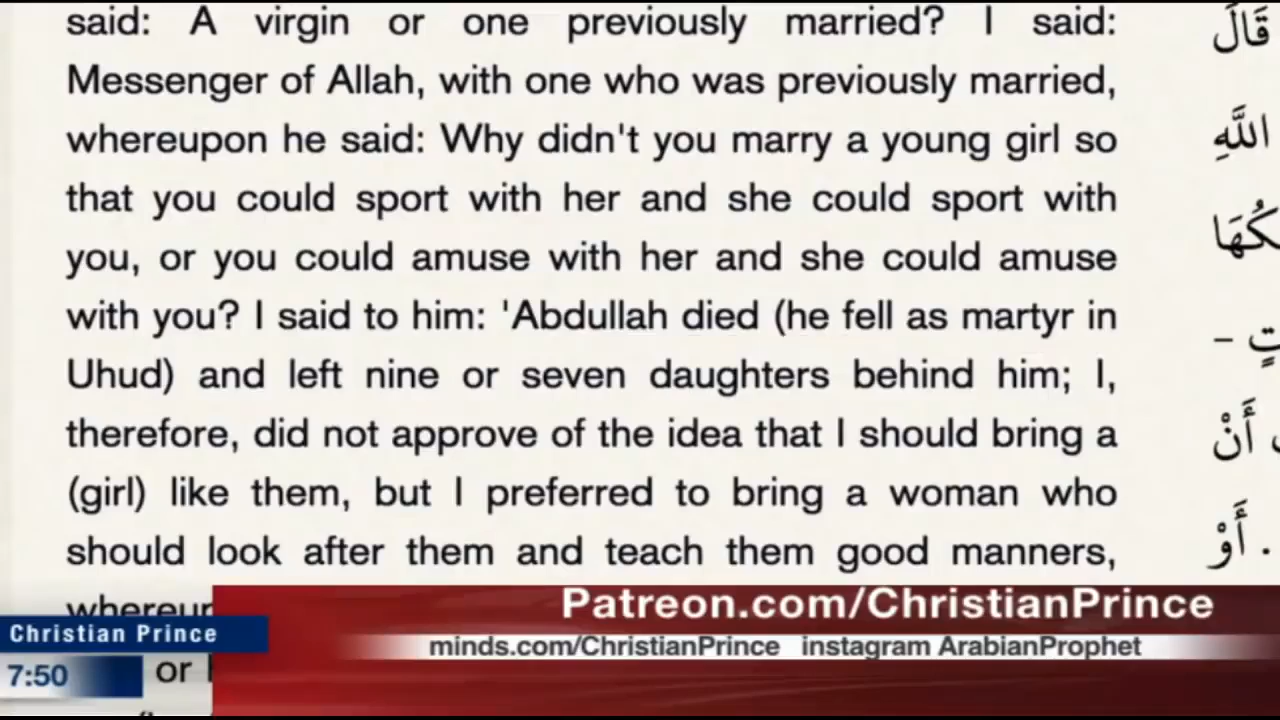 said: A virgin or one previously married? I said:
قَالَ
Messenger of Allah, with one who was previously married,
whereupon he said: Why didn't you marry a young girl so
اللَّهِ
that you could sport with her and she could sport with
you, or you could amuse with her and she could amuse
with you? I said to him: 'Abdullah died (he fell as martyr in
Uhud) and left nine or seven daughters behind him; I,
therefore, did not approve of the idea that I should bring a
أَنْ
(girl) like them, but I preferred to bring a woman who
should look after them and teach them good manners,
. أَوْ
Patreon.com/ChristianPrince
Christian Prince
minds.com/ChristianPrince instagram ArabianProphet
7:50
or